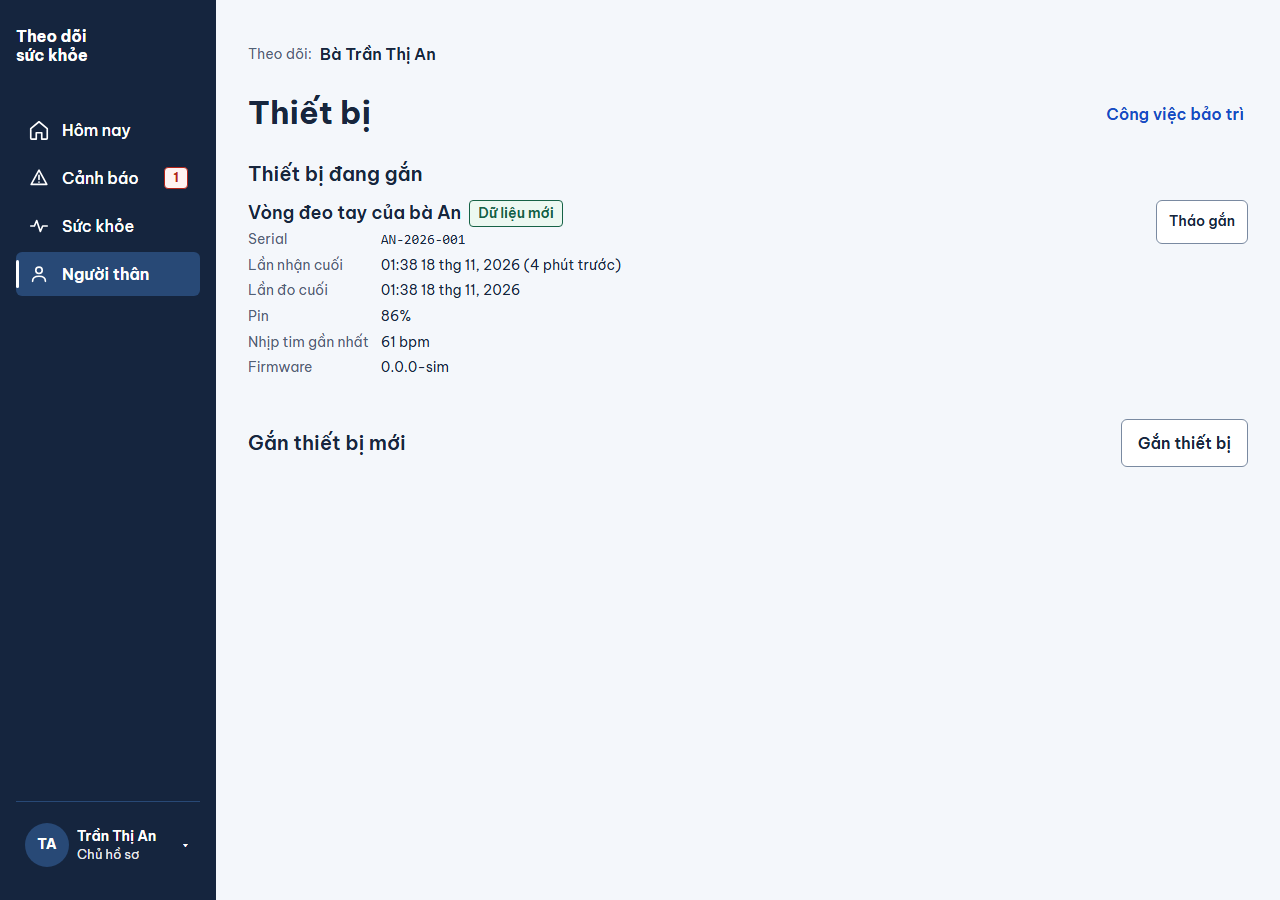 Theo dõi
sức khỏe
Hôm nay
Cảnh báo 1
Sức khỏe
Người thân
TA
Trần Thị An
Chủ hồ sơ
Theo dõi: Bà Trần Thị An
Thiết bị
Công việc bảo trì
Thiết bị đang gắn
Vòng đeo tay của bà An Dữ liệu mới
Tháo gắn
Serial AN-2026-001
Lần nhận cuối 01:38 18 thg 11, 2026 (4 phút trước)
Lần đo cuối 01:38 18 thg 11, 2026
Pin 86%
Nhịp tim gần nhất 61 bpm
Firmware 0.0.0-sim
Gắn thiết bị mới
Gắn thiết bị